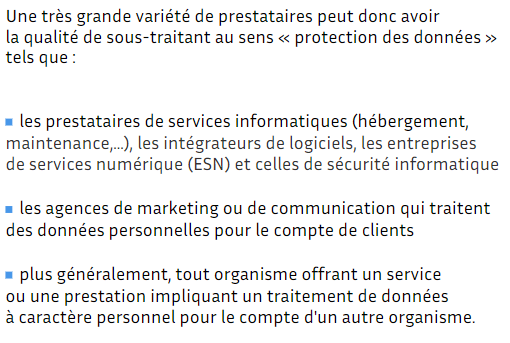 Une très grande variété de prestataires peut donc avoir
la qualité de sous-traitant au sens « protection des données »
tels que :
▪ les prestataires de services informatiques (hébergement,
maintenance,...), les intégrateurs de logiciels, les entreprises
de services numérique (ESN) et celles de sécurité informatique
▪ les agences de marketing ou de communication qui traitent
des données personnelles pour le compte de clients
▪ plus généralement, tout organisme offrant un service
ou une prestation impliquant un traitement de données
à caractère personnel pour le compte d'un autre organisme.